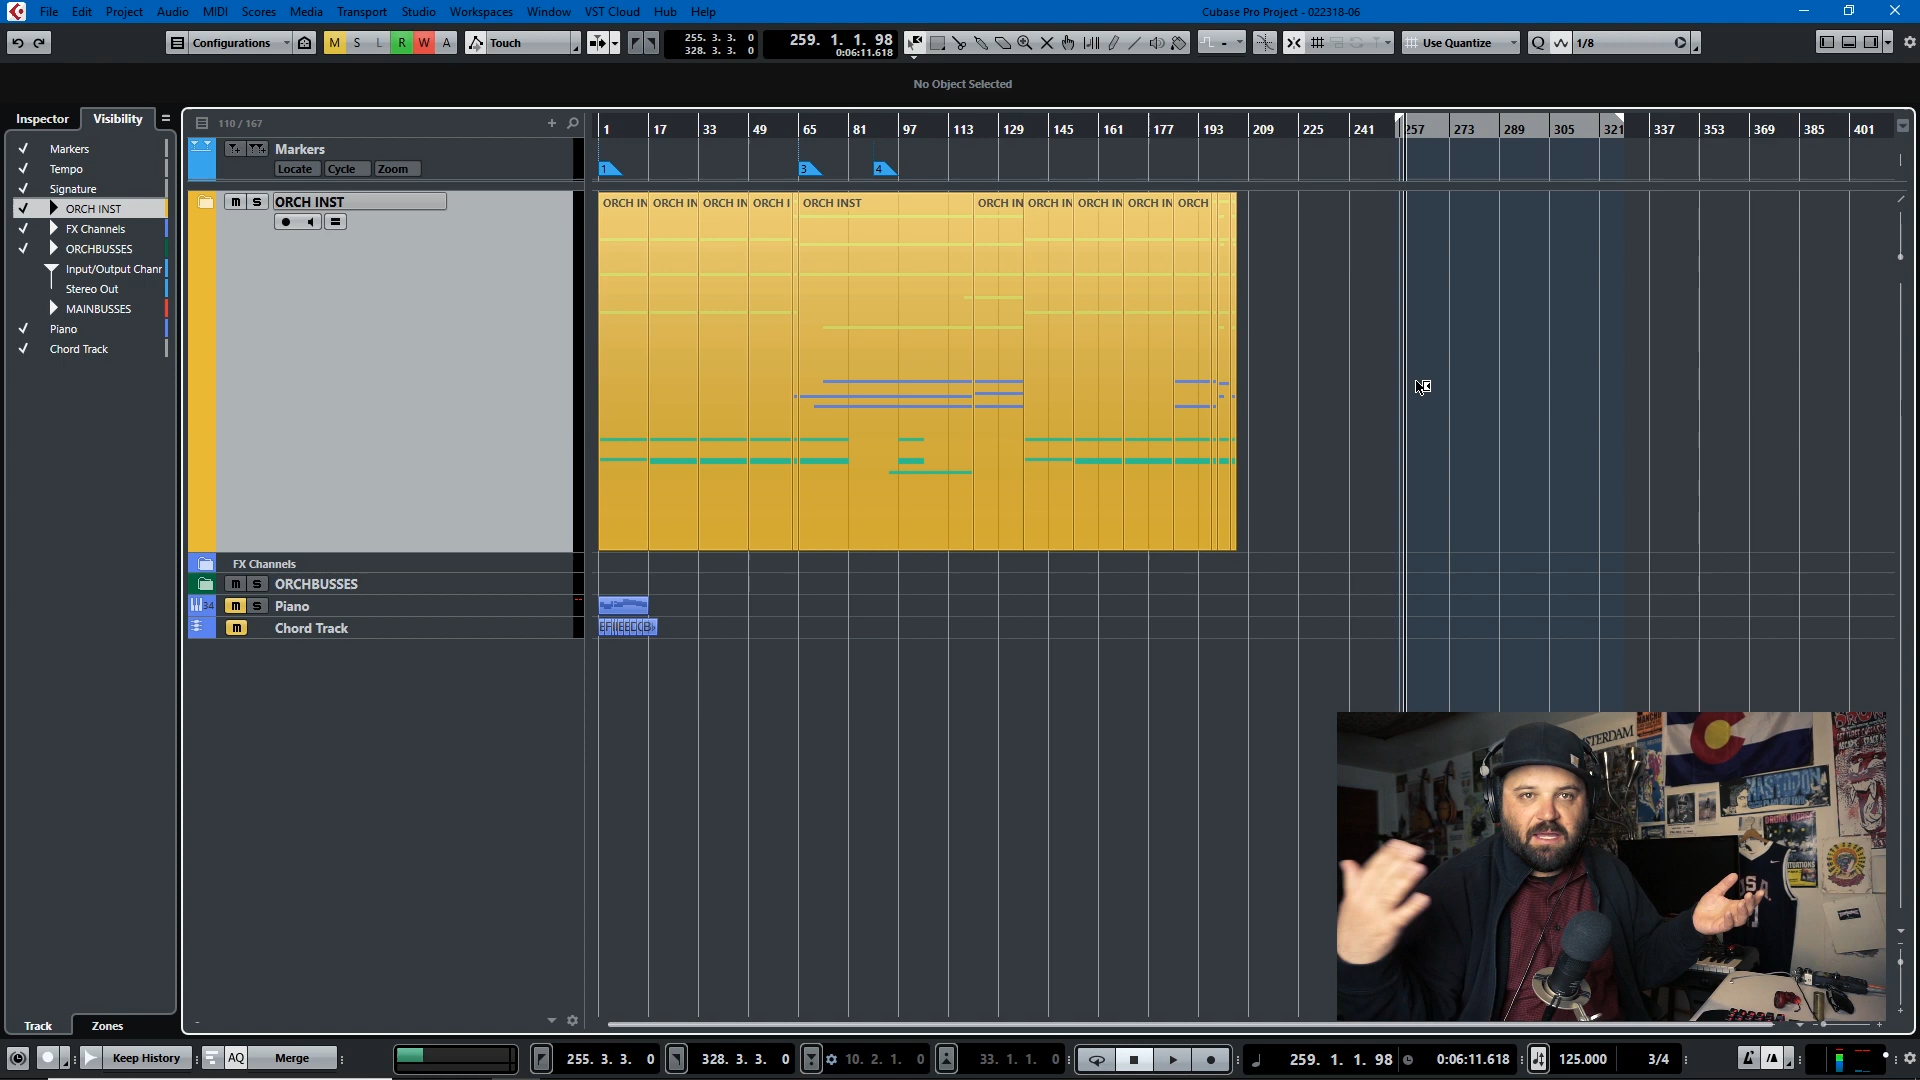 File Edit Project Audio MIDI Scores Media Transport Studio Workspaces Window VST Cloud Hub Help
Cubase Pro Project - 022318-06
Configurations M S L R W A Touch
255. 3. 3. 0
328. 3. 3. 0
259. 1. 1. 98
0:06:11.618
Use Quantize Q 1/8
No Object Selected
Inspector Visibility
110 / 167
1 17 33 49 65 81 97 113 129 145 161 177 193 209 225 241 257 273 289 305 321 337 353 369 385 401
Markers
Tempo
Signature
ORCH INST
FX Channels
ORCHBUSSES
Input/Output Chanr
Stereo Out
MAINBUSSES
Piano
Chord Track
Markers
Locate Cycle Zoom
1 3 4
m S ORCH INST
ORCH IN ORCH IN ORCH IN ORCH I ORCH INST ORCH IN ORCH IN ORCH IN ORCH IN ORCH
FX Channels
m S ORCHBUSSES
34 m S Piano
m Chord Track
AMSTERDAM
MASTODON
Track Zones
Keep History AQ Merge
255. 3. 3. 0 328. 3. 3. 0 10. 2. 1. 0 33. 1. 1. 0 259. 1. 1. 98 0:06:11.618 125.000 3/4